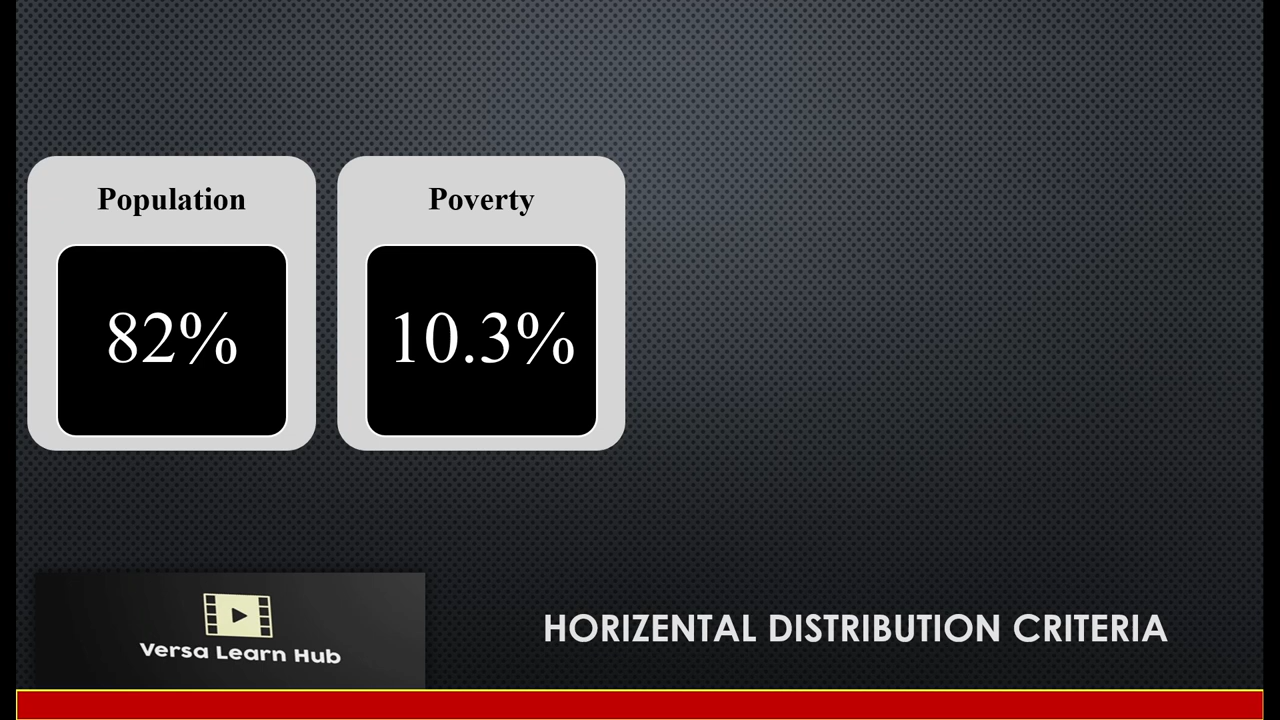 Population
Poverty
82%
10.3%
Versa Learn Hub
HORIZENTAL DISTRIBUTION CRITERIA